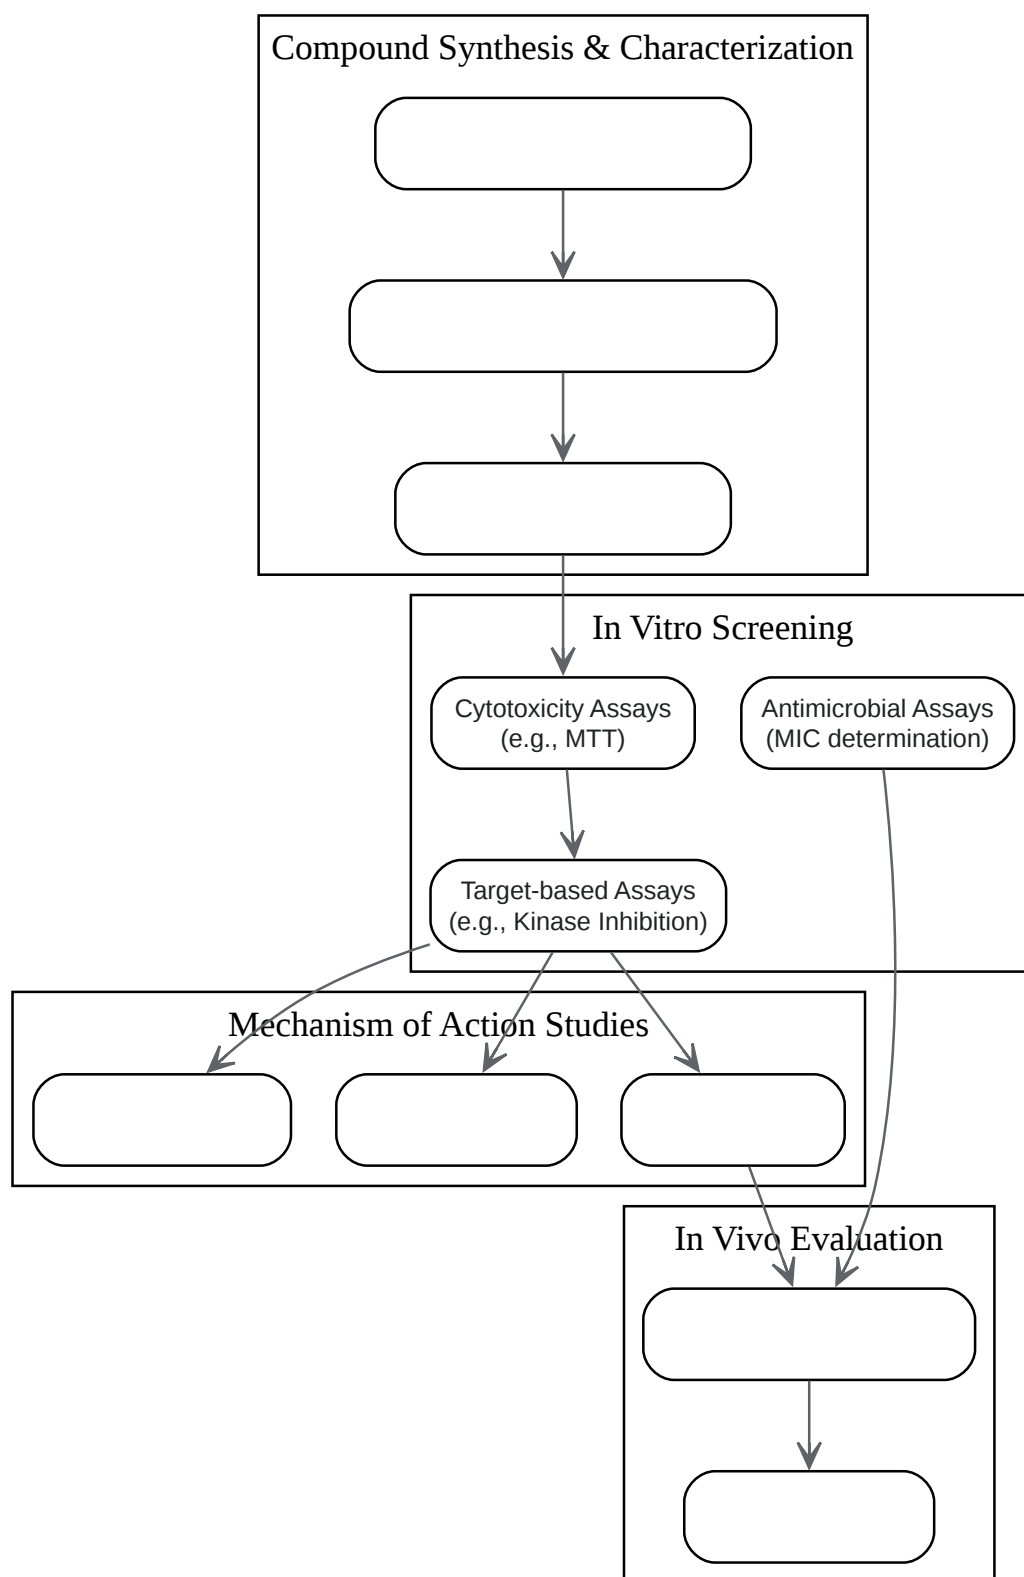 Compound Synthesis & Characterization
In Vitro Screening
Cytotoxicity Assays
(e.g., MTT)
Antimicrobial Assays
(MIC determination)
Target-based Assays
(e.g., Kinase Inhibition)
Mechanism of Action Studies
In Vivo Evaluation